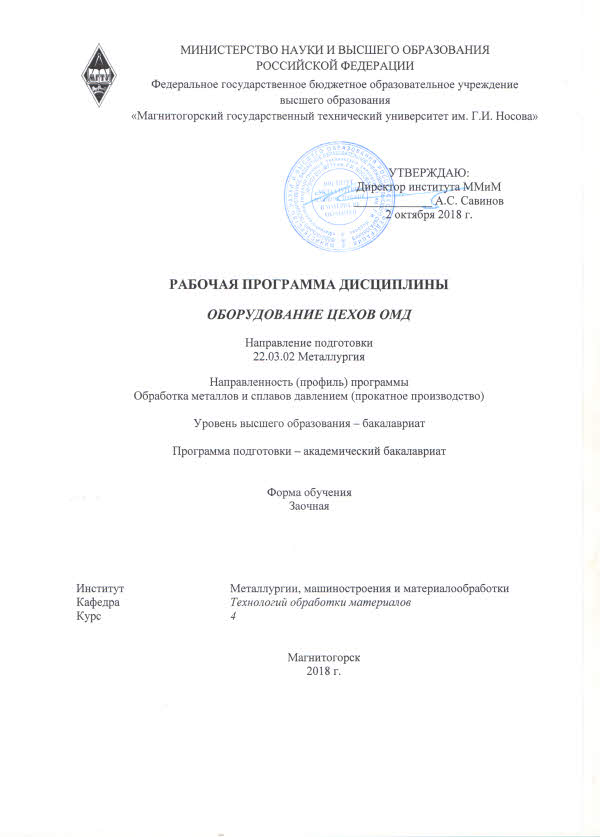 МИНИСТЕРСТВО НАУКИ И ВЫСШЕГО ОБРАЗОВАНИЯ
РОССИЙСКОЙ ФЕДЕРАЦИИ
Федеральное государственное бюджетное образовательное учреждение
высшего образования
«Магнитогорский государственный технический университет им. Г.И. Носова»
УТВЕРЖДАЮ:
Директор института ММиМ
А.С. Савинов
2 октября 2018 г.
РАБОЧАЯ ПРОГРАММА ДИСЦИПЛИНЫ
ОБОРУДОВАНИЕ ЦЕХОВ ОМД
Направление подготовки
22.03.02 Металлургия
Направленность (профиль) программы
Обработка металлов и сплавов давлением (прокатное производство)
Уровень высшего образования – бакалавриат
Программа подготовки – академический бакалавриат
Форма обучения
Заочная
Институт Металлургии, машиностроения и материалообработки
Кафедра Технологий обработки материалов
Курс 4
Магнитогорск
2018 г.